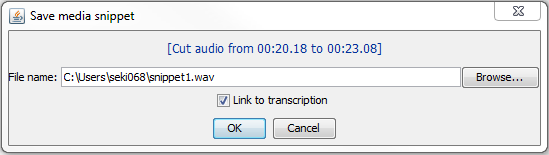 Save media snippet
[Cut audio from 00:20.18 to 00:23.08]
File name: C:\Users\seki068\snippet1.wav Browse...
Link to transcription
OK Cancel